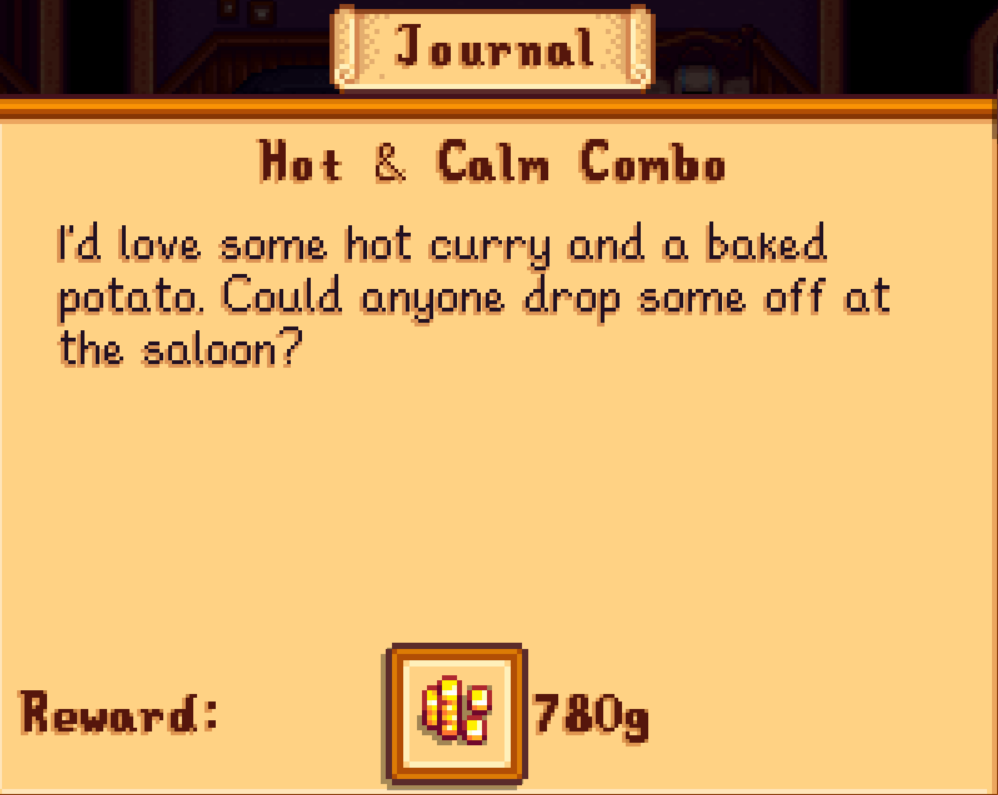 Journal
Hot & Calm Combo
I'd love some hot curry and a baked
potato. Could anyone drop some off at
the saloon?
Reward:
780g